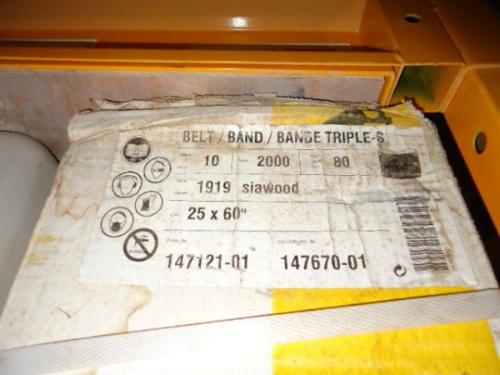 BELT / BAND / BANDE TRIPLE-S
10 2000 80
1919 siawood
25 x 60"
147121-01 147670-01